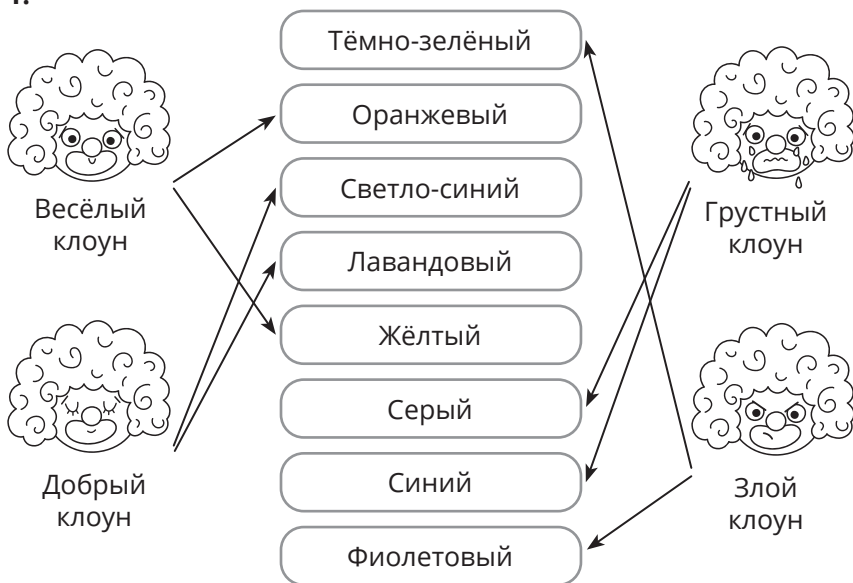 Тёмно-зелёный
Оранжевый
Светло-синий
Лавандовый
Жёлтый
Серый
Синий
Фиолетовый
Весёлый
клоун
Добрый
клоун
Грустный
клоун
Злой
клоун